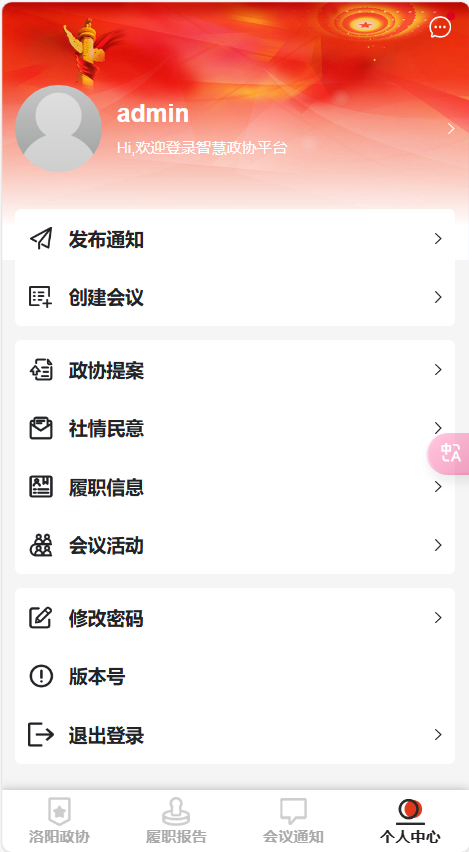 admin
Hi,欢迎登录智慧政协平台
发布通知
创建会议
政协提案
社情民意
中A
履职信息
会议活动
修改密码
版本号
退出登录
洛阳政协 履职报告 会议通知 个人中心